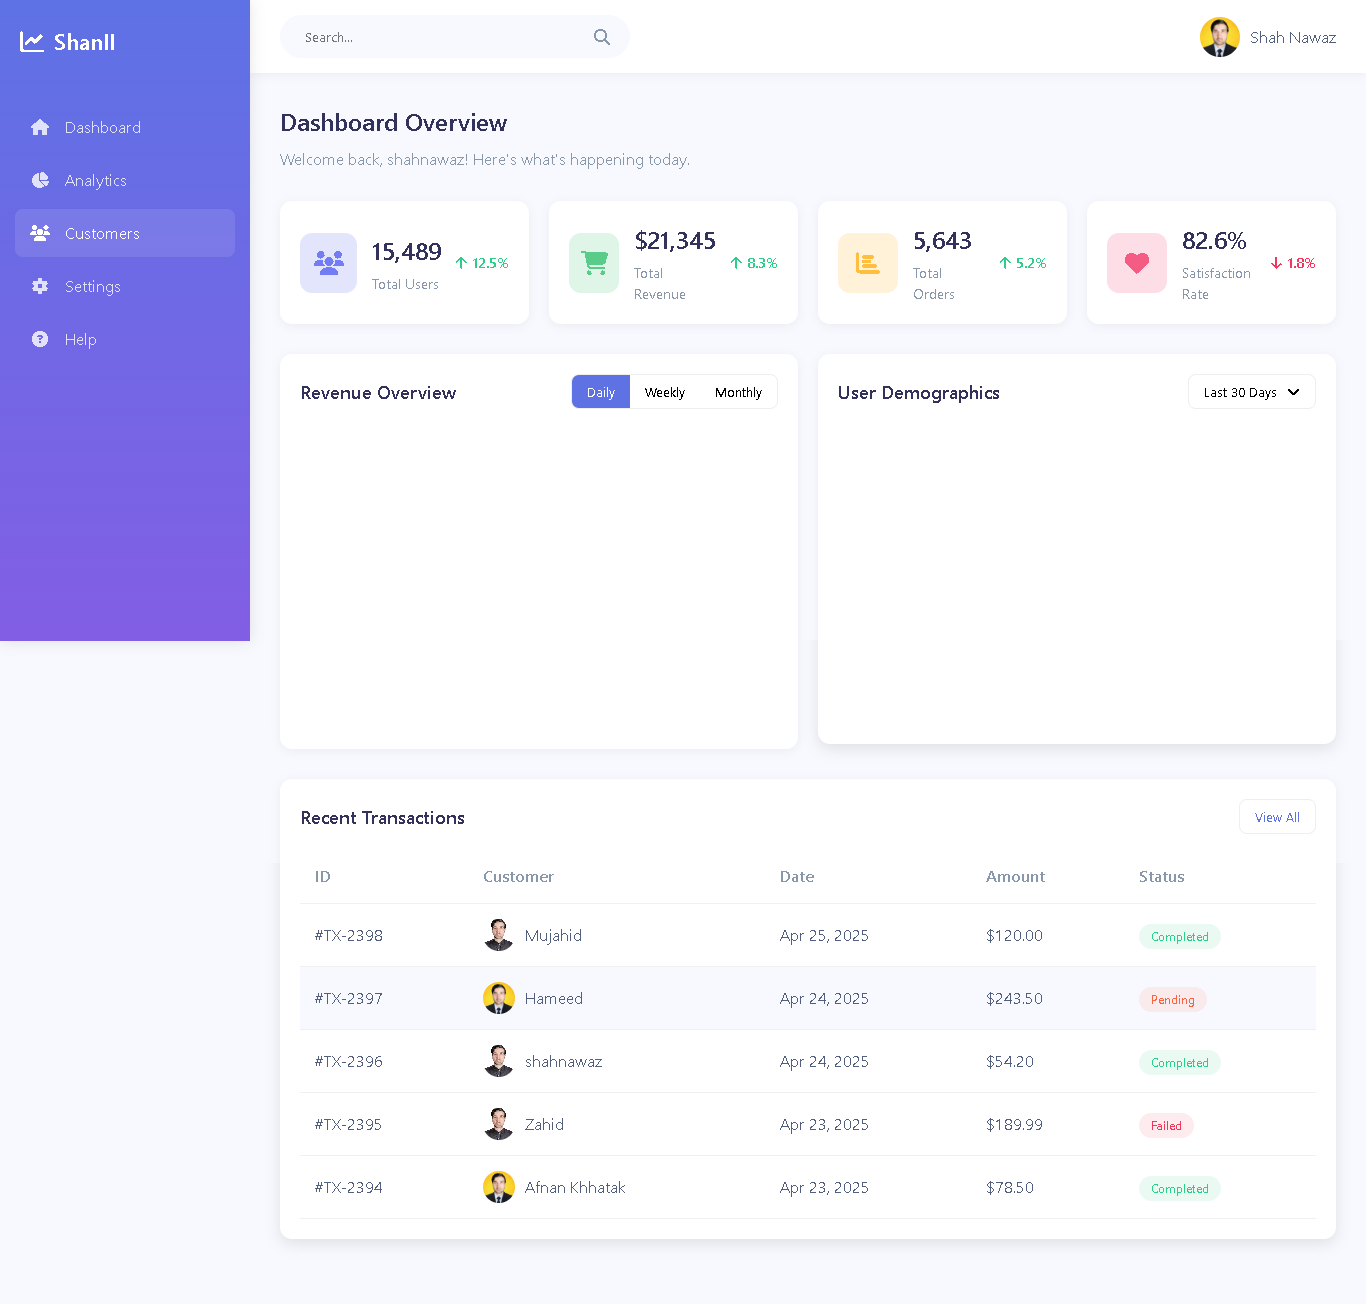 Shanll
Dashboard
Analytics
Customers
Settings
Help
Search...
Shah Nawaz
Dashboard Overview
Welcome back, shahnawaz! Here's what's happening today.
15,489
Total Users
12.5%
$21,345
Total
Revenue
8.3%
5,643
Total
Orders
5.2%
82.6%
Satisfaction
Rate
1.8%
Revenue Overview
Daily Weekly Monthly
User Demographics
Last 30 Days
Recent Transactions
View All
ID Customer Date Amount Status
#TX-2398 Mujahid Apr 25, 2025 $120.00 Completed
#TX-2397 Hameed Apr 24, 2025 $243.50 Pending
#TX-2396 shahnawaz Apr 24, 2025 $54.20 Completed
#TX-2395 Zahid Apr 23, 2025 $189.99 Failed
#TX-2394 Afnan Khhatak Apr 23, 2025 $78.50 Completed